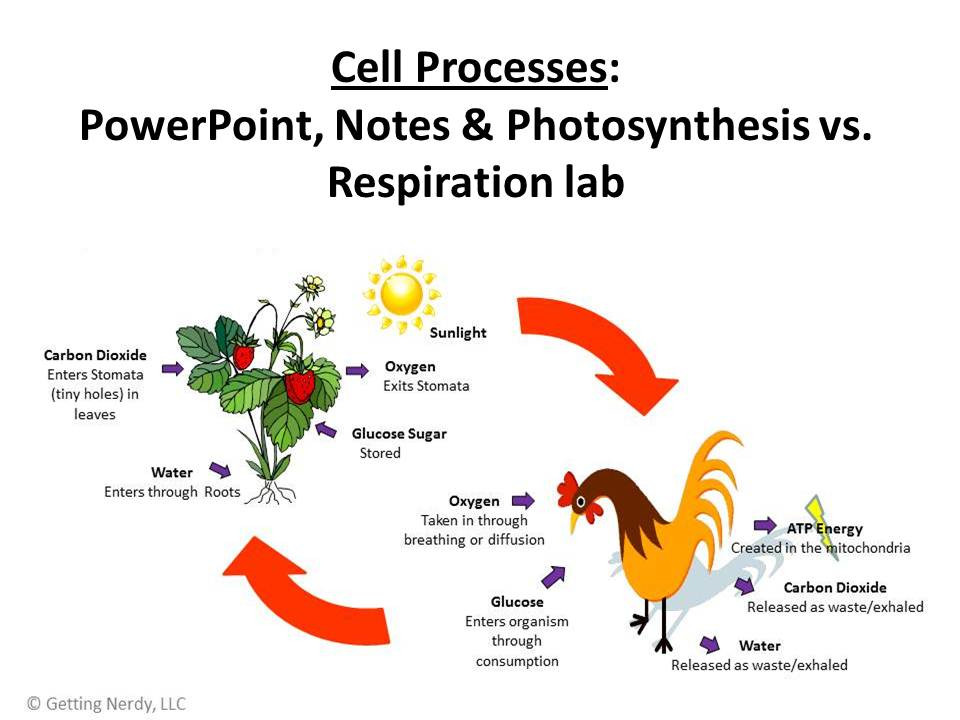 Cell Processes:
PowerPoint, Notes & Photosynthesis vs.
Respiration lab
Sunlight
Carbon Dioxide
Enters Stomata
(tiny holes) in
leaves
Oxygen
Exits Stomata
Glucose Sugar
Stored
Water
Enters through Roots
Oxygen
Taken in through
breathing or diffusion
Glucose
Enters organism
through
consumption
ATP Energy
Created in the mitochondria
Carbon Dioxide
Released as waste/exhaled
Water
Released as waste/exhaled
© Getting Nerdy, LLC